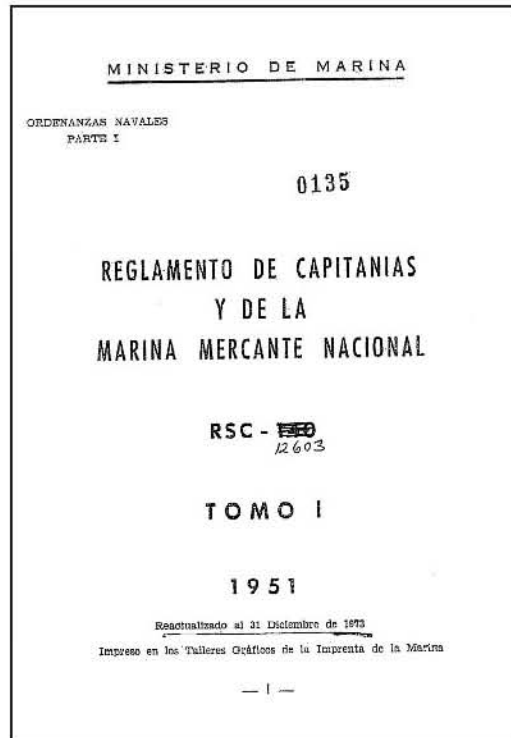 MINISTERIO DE MARINA
ORDENANZAS NAVALES
PARTE I
0135
REGLAMENTO DE CAPITANIAS
Y DE LA
MARINA MERCANTE NACIONAL
RSC -
12603
TOMO I
1951
Reactualizado al 31 Diciembre de 1973
Impreso en los Talleres Gráficos de la Imprenta de la Marina
— I —